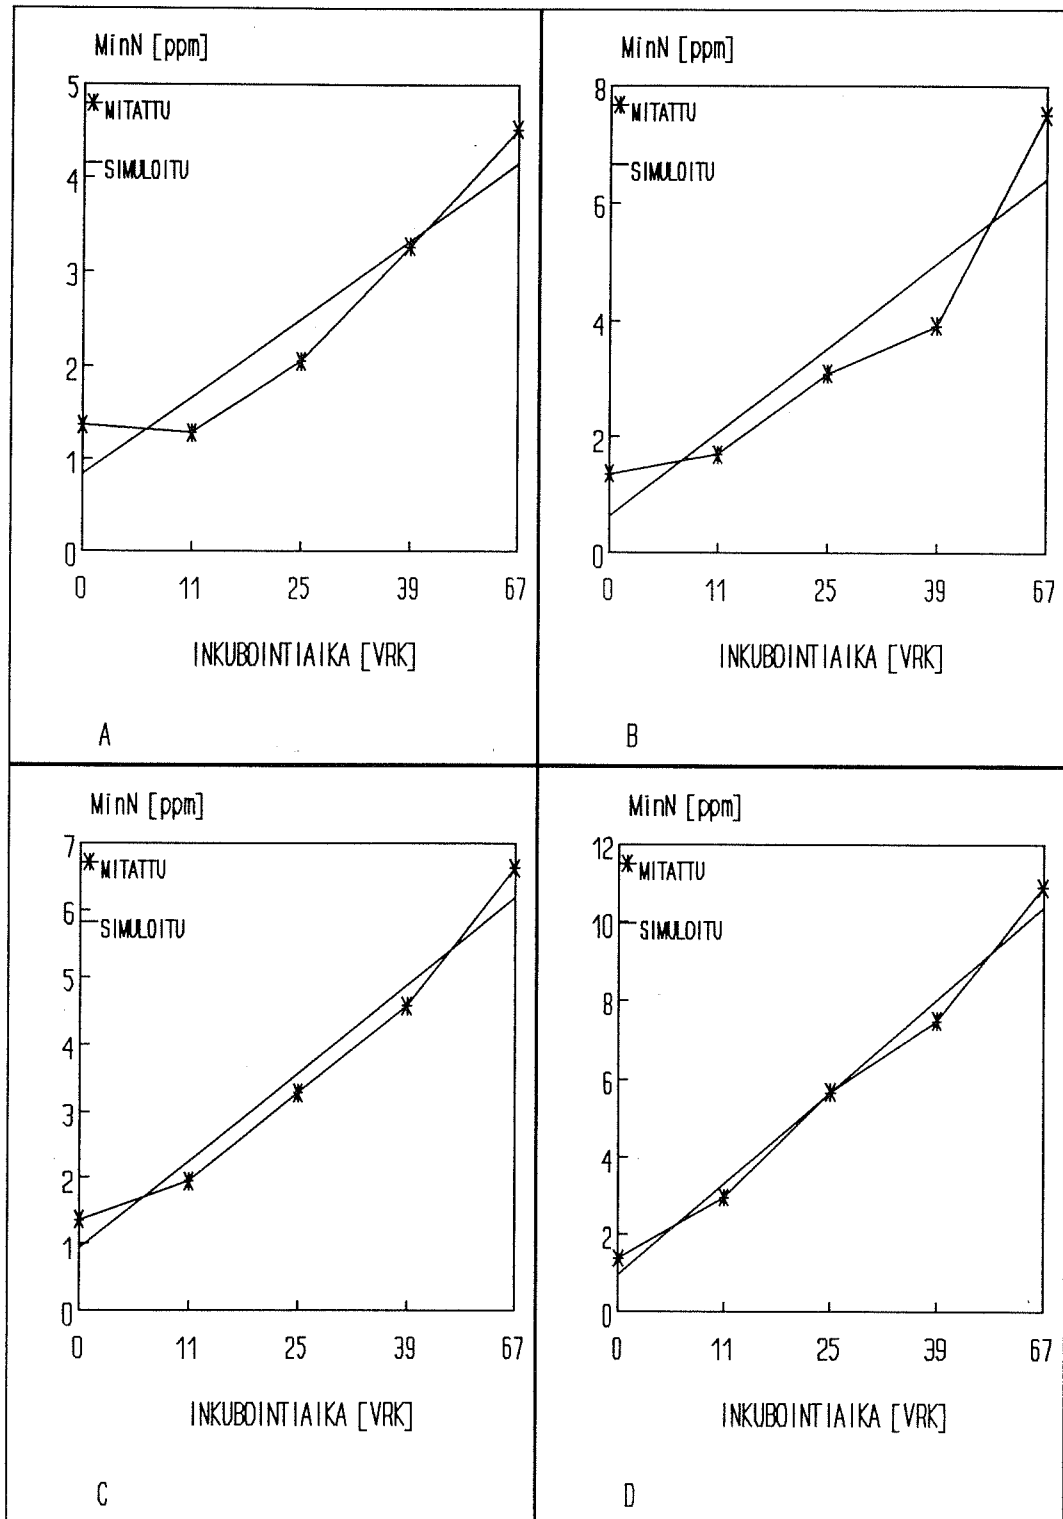 MinN [ppm]
5
MITATTU
SIMULOITU
4
3
2
1
0
0 11 25 39 67
INKUBOINTIAIKA [VRK]
A
MinN [ppm]
8
MITATTU
SIMULOITU
6
4
2
0
0 11 25 39 67
INKUBOINTIAIKA [VRK]
B
MinN [ppm]
7
MITATTU
6
SIMULOITU
5
4
3
2
1
0
0 11 25 39 67
INKUBOINTIAIKA [VRK]
C
MinN [ppm]
12
MITATTU
10
SIMULOITU
8
6
4
2
0
0 11 25 39 67
INKUBOINTIAIKA [VRK]
D